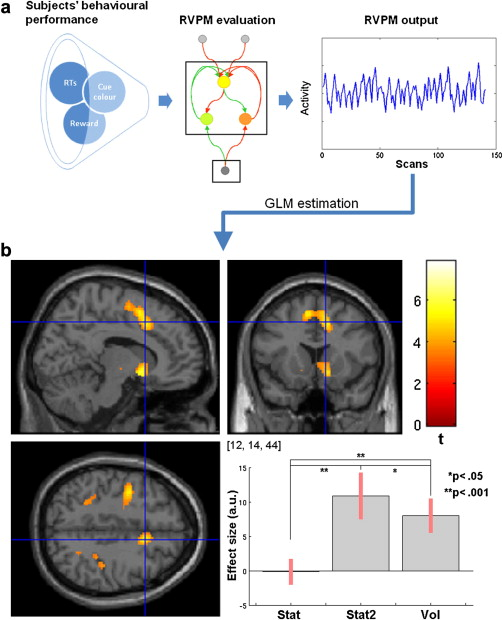 a
Subjects' behavioural
performance
RVPM evaluation
RVPM output
RTs
Cue
colour
Reward
Activity
0
50
100
150
Scans
GLM estimation
b
6
4
2
0
t
[12, 14, 44]
**
**
*
*p< .05
**p< .001
Effect size (a.u.)
15
10
5
0
-5
Stat
Stat2
Vol